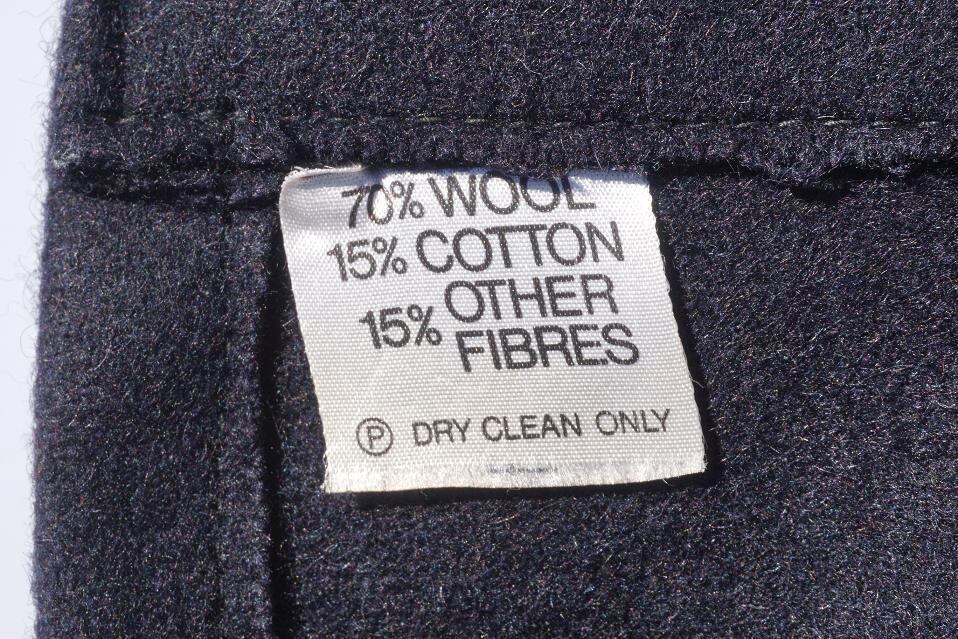 70% WOOL
15% COTTON
15% OTHER
FIBRES
Ⓟ DRY CLEAN ONLY